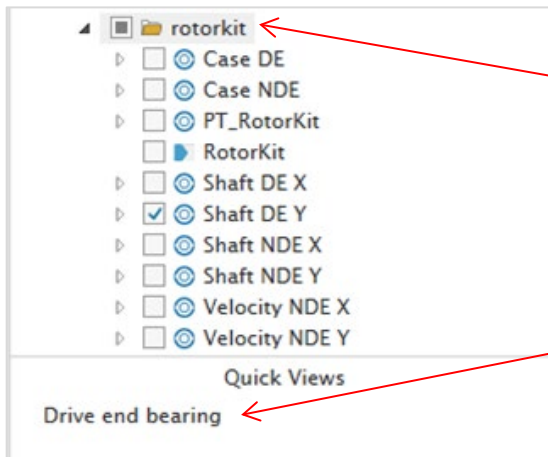 rotorkit
Case DE
Case NDE
PT_RotorKit
RotorKit
Shaft DE X
Shaft DE Y
Shaft NDE X
Shaft NDE Y
Velocity NDE X
Velocity NDE Y
Quick Views
Drive end bearing